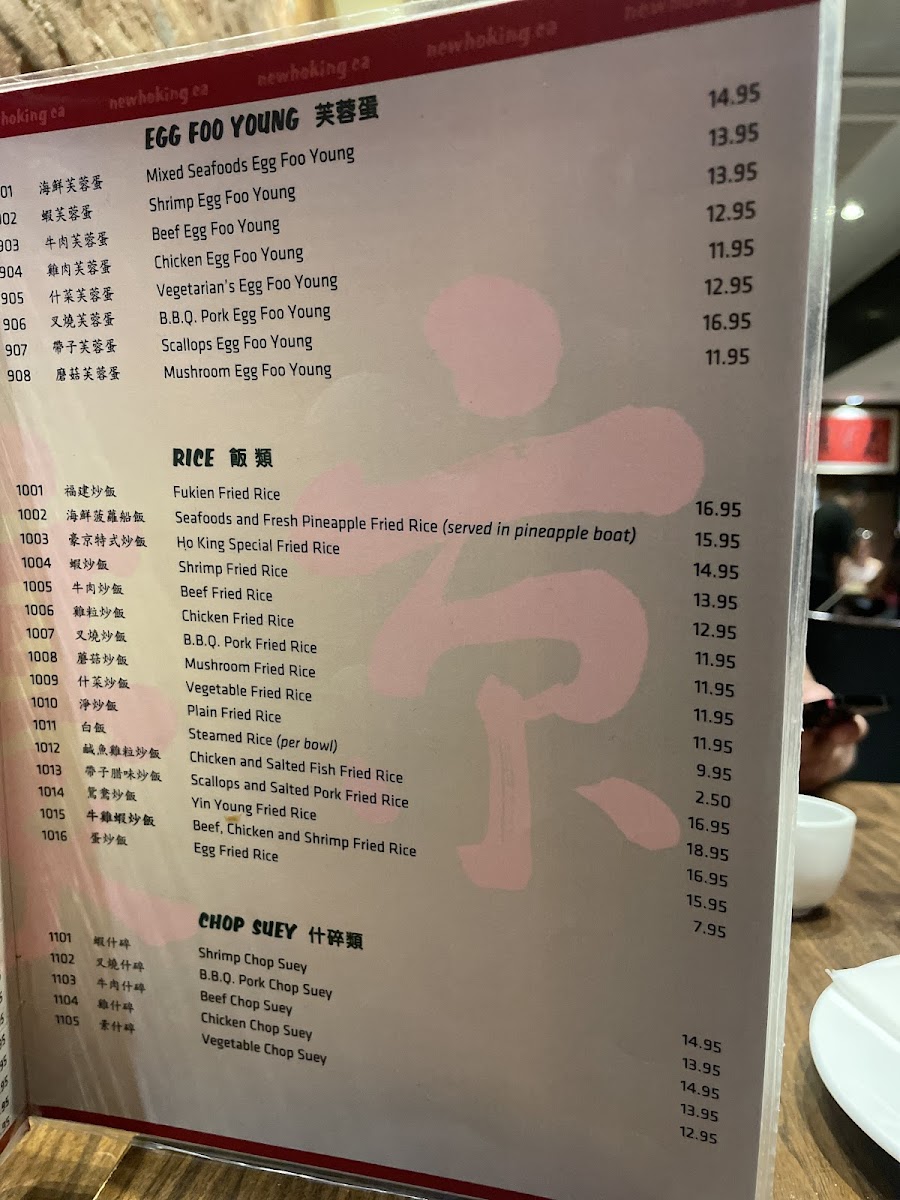 hoking.ca newhoking.ca newhoking.ca newhoking.ca newhoking
EGG FOO YOUNG 芙蓉蛋
01 海鮮芙蓉蛋 Mixed Seafoods Egg Foo Young 14.95
902 蝦芙蓉蛋 Shrimp Egg Foo Young 13.95
903 牛肉芙蓉蛋 Beef Egg Foo Young 13.95
904 雞肉芙蓉蛋 Chicken Egg Foo Young 12.95
905 什菜芙蓉蛋 Vegetarian's Egg Foo Young 11.95
906 叉燒芙蓉蛋 B.B.Q. Pork Egg Foo Young 12.95
907 帶子芙蓉蛋 Scallops Egg Foo Young 16.95
908 磨菇芙蓉蛋 Mushroom Egg Foo Young 11.95
RICE 飯類
1001 福建炒飯 Fukien Fried Rice 16.95
1002 海鮮菠蘿船飯 Seafoods and Fresh Pineapple Fried Rice (served in pineapple boat) 15.95
1003 豪京特式炒飯 Ho King Special Fried Rice 14.95
1004 蝦炒飯 Shrimp Fried Rice 13.95
1005 牛肉炒飯 Beef Fried Rice 12.95
1006 雞粒炒飯 Chicken Fried Rice 11.95
1007 叉燒炒飯 B.B.Q. Pork Fried Rice 11.95
1008 蘑菇炒飯 Mushroom Fried Rice 11.95
1009 什菜炒飯 Vegetable Fried Rice 11.95
1010 淨炒飯 Plain Fried Rice 9.95
1011 白飯 Steamed Rice (per bowl) 2.50
1012 鹹魚雞粒炒飯 Chicken and Salted Fish Fried Rice 16.95
1013 帶子腊味炒飯 Scallops and Salted Pork Fried Rice 18.95
1014 鴛鴦炒飯 Yin Young Fried Rice 16.95
1015 牛雞蝦炒飯 Beef, Chicken and Shrimp Fried Rice 15.95
1016 蛋炒飯 Egg Fried Rice 7.95
CHOP SUEY 什碎類
1101 蝦什碎 Shrimp Chop Suey 14.95
1102 叉燒什碎 B.B.Q. Pork Chop Suey 13.95
1103 牛肉什碎 Beef Chop Suey 14.95
1104 雞什碎 Chicken Chop Suey 13.95
1105 素什碎 Vegetable Chop Suey 12.95